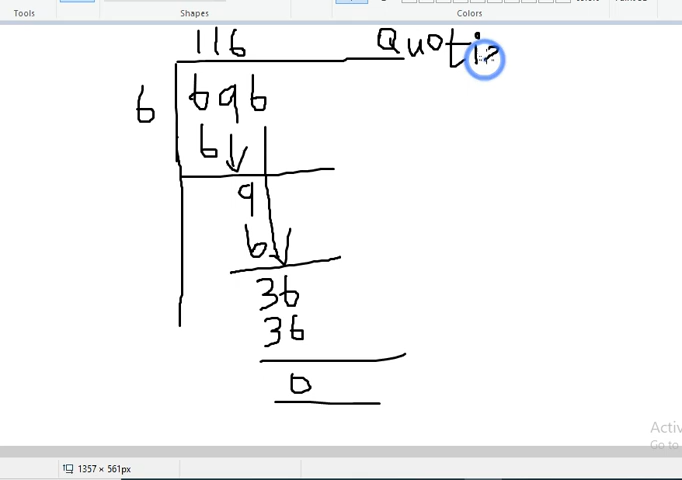 Tools Shapes Colors
116 Quoti
6 696
6
9
6
36
36
0
Activ
Go to
1357 × 561px